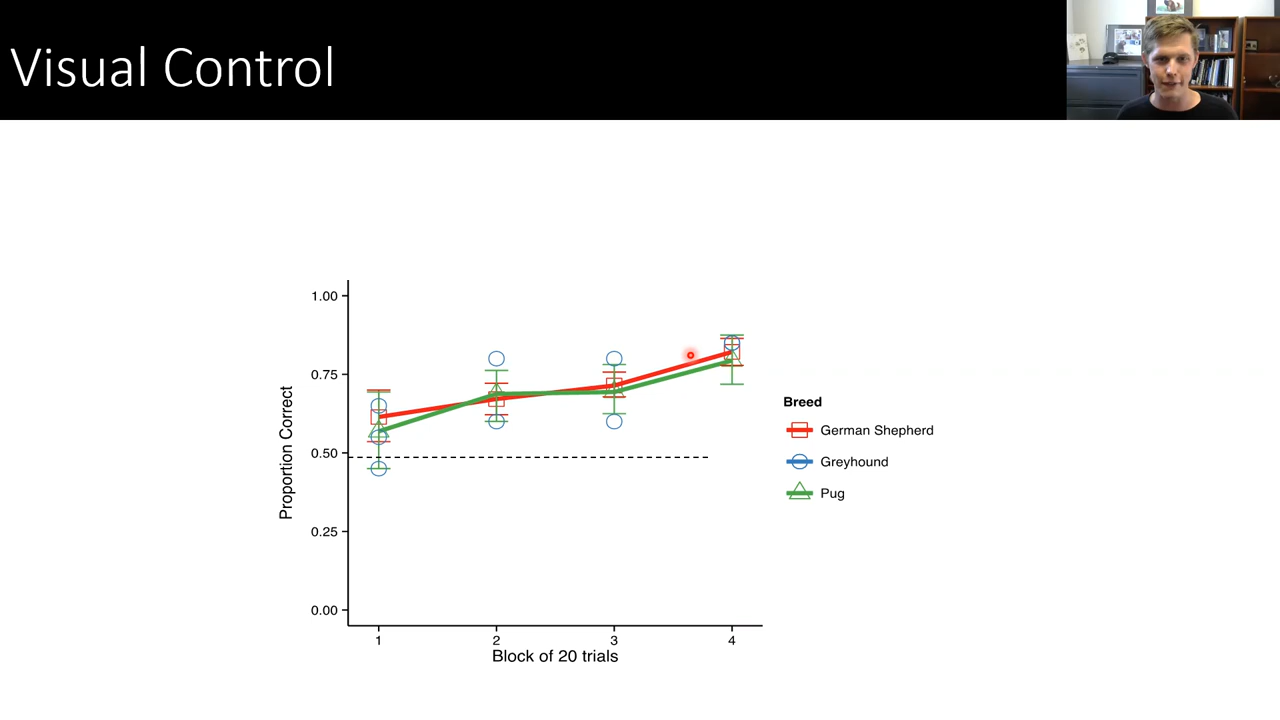 Visual Control
1.00
0.75
0.50
0.25
0.00
Proportion Correct
1
2
3
4
Block of 20 trials
Breed
German Shepherd
Greyhound
Pug